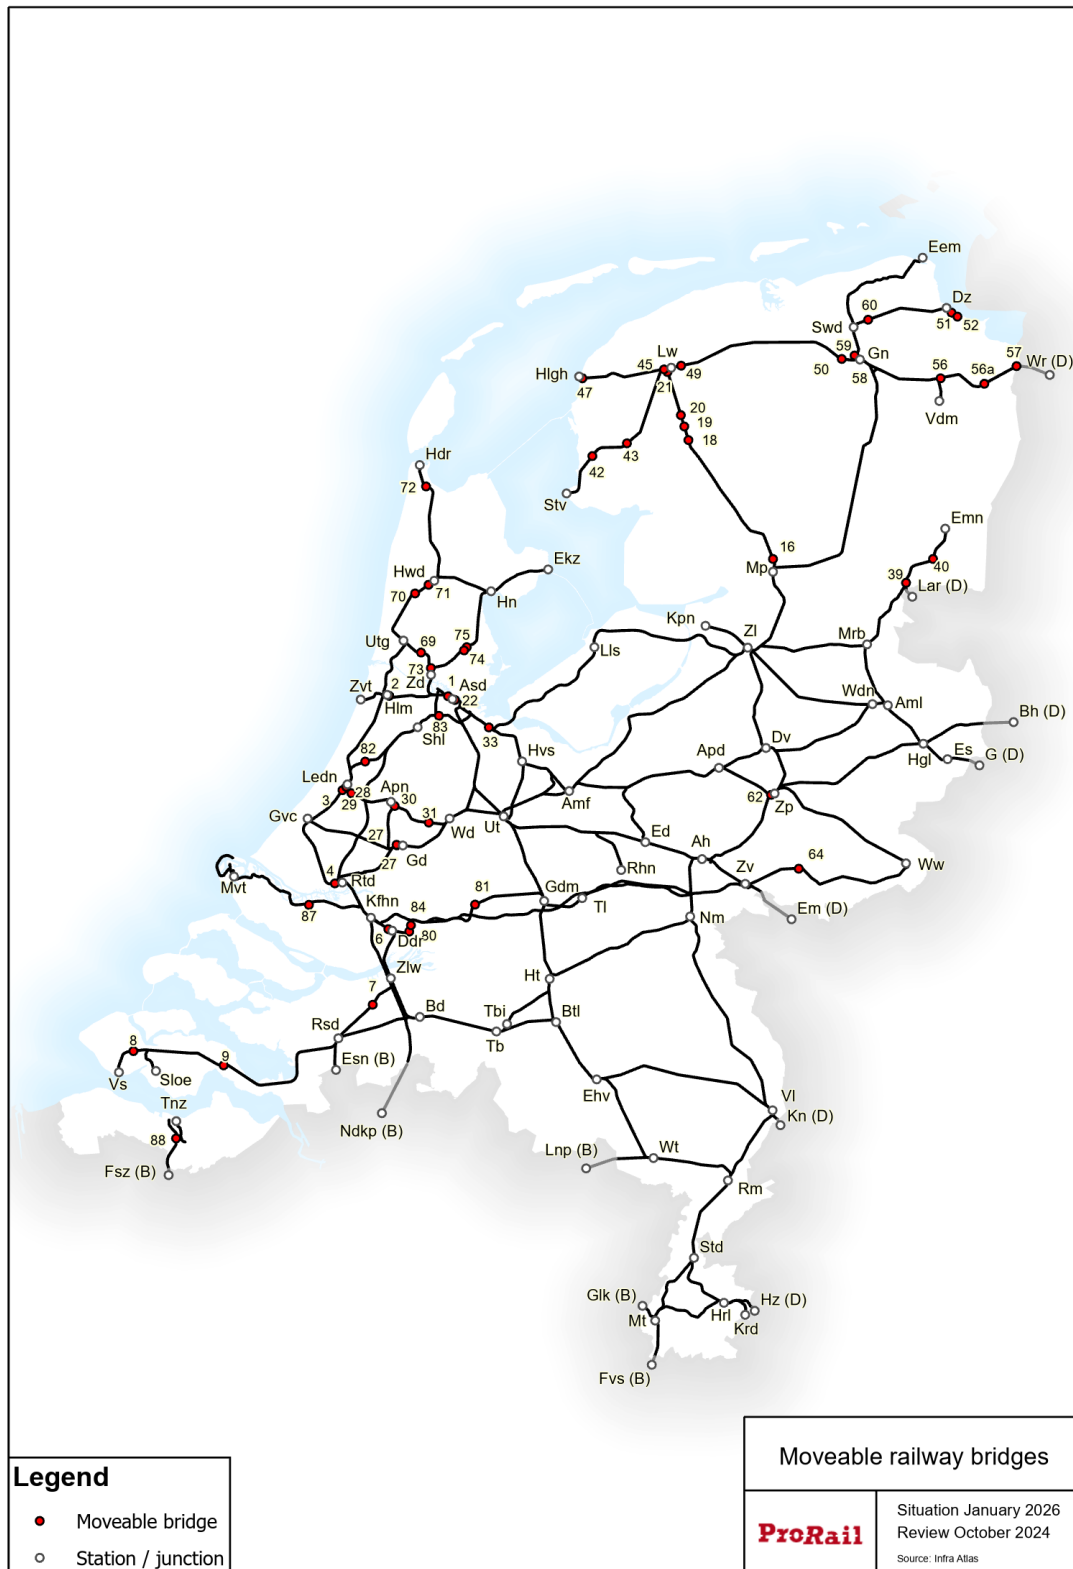 Eem
60
Dz
51
52
Swd
59
Gn
50
58
56
56a
57
Wr (D)
Vdm
Lw
45
49
Hlgh
47
21
20
19
18
43
42
Stv
Hdr
72
Emn
16
40
Mp
39
Lar (D)
Ekz
Hwd
71
70
Hn
Kpn
Zl
Mrb
Utg
69
75
74
Lls
73
Zd
Zvt
2
1
Asd
Hlm
22
Wdn
Aml
Bh (D)
83
Shl
33
Hvs
Dv
Apd
Hgl
Es
G (D)
82
Ledn
28
3
29
Apn
30
Amf
62
Zp
Gvc
31
Wd
Ut
27
27
Gd
Ed
Ah
Rhn
64
Ww
Zv
Mvt
4
Rtd
Kfhn
81
Gdm
Tl
Em (D)
87
84
6
Ddr
80
Nm
Zlw
7
Ht
Bd
Tbi
Btl
Rsd
Tb
8
9
Esn (B)
Vs
Sloe
Ehv
Tnz
Vl
Kn (D)
Ndkp (B)
88
Fsz (B)
Lnp (B)
Wt
Rm
Std
Glk (B)
Hz (D)
Mt
Hrl
Krd
Fvs (B)
Moveable railway bridges
Legend
Moveable bridge
Station / junction
ProRail
Situation January 2026
Review October 2024
Source: Infra Atlas